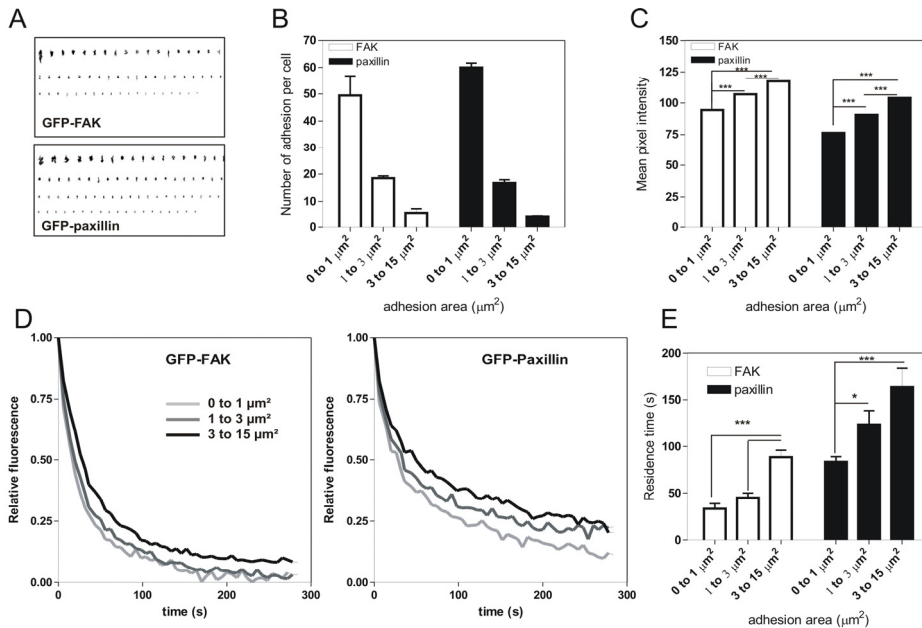 A
GFP-FAK
GFP-paxillin
B
FAK
paxillin
Number of adhesion per cell
70
60
50
40
30
20
10
0
0 to 1 µm²
1 to 3 µm²
3 to 15 µm²
0 to 1 µm²
1 to 3 µm²
3 to 15 µm²
adhesion area (µm²)
C
FAK
paxillin
Mean pixel intensity
150
125
100
75
50
25
0
***
***
***
***
***
***
0 to 1 µm²
1 to 3 µm²
3 to 15 µm²
0 to 1 µm²
1 to 3 µm²
3 to 15 µm²
adhesion area (µm²)
D
GFP-FAK
0 to 1 µm²
1 to 3 µm²
3 to 15 µm²
Relative fluorescence
1.00
0.75
0.50
0.25
0.00
0
100
200
300
time (s)
GFP-Paxillin
Relative fluorescence
1.00
0.75
0.50
0.25
0.00
0
100
200
300
time (s)
E
FAK
paxillin
Residence time (s)
200
150
100
50
0
***
***
*
0 to 1 µm²
1 to 3 µm²
3 to 15 µm²
0 to 1 µm²
1 to 3 µm²
3 to 15 µm²
adhesion area (µm²)